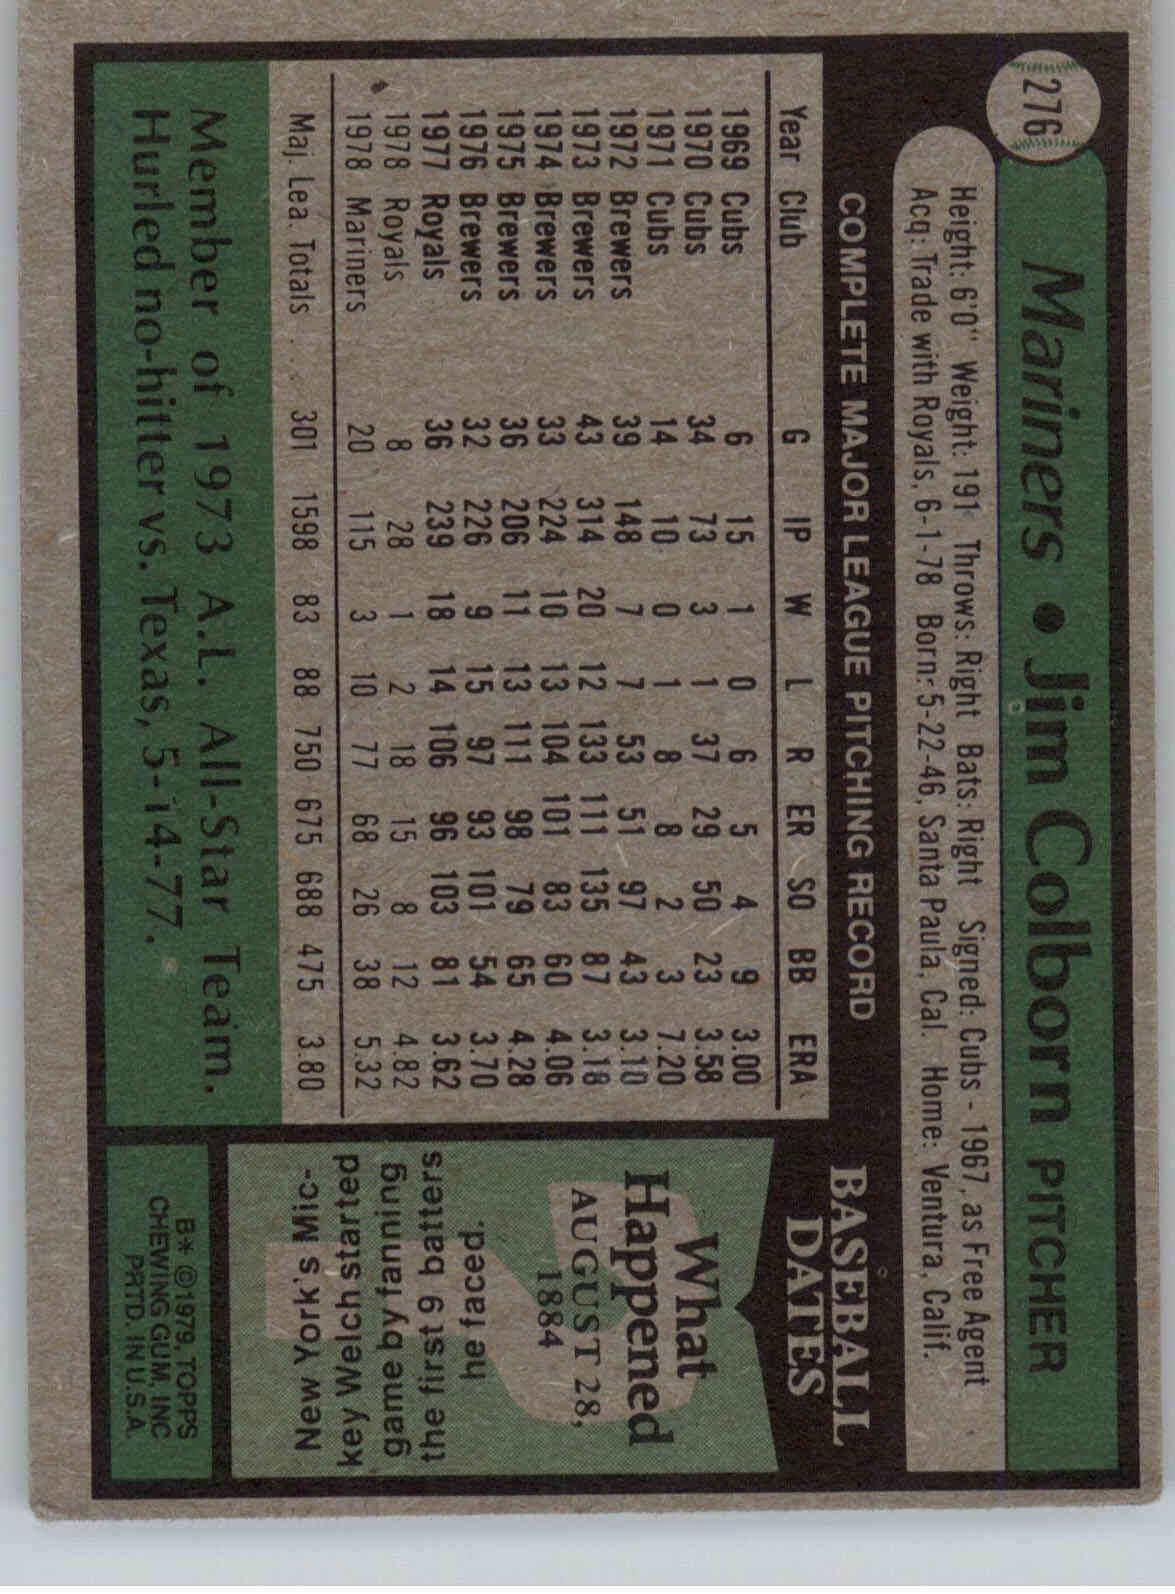 276
Mariners • Jim Colborn PITCHER
Height: 6'0" Weight: 191 Throws: Right Bats: Right Signed: Cubs - 1967, as Free Agent
Acq: Trade with Royals, 6-1-78 Born: 5-22-46, Santa Paula, Cal. Home: Ventura, Calif.
COMPLETE MAJOR LEAGUE PITCHING RECORD
Year Club G IP W L R ER SO BB ERA
1969 Cubs 6 15 1 0 6 5 4 9 3.00
1970 Cubs 34 73 3 1 37 29 50 23 3.58
1971 Cubs 14 10 0 1 8 8 2 3 7.20
1972 Brewers 39 148 7 7 53 51 97 43 3.10
1973 Brewers 43 314 20 12 133 111 135 87 3.18
1974 Brewers 33 224 10 13 104 101 83 60 4.06
1975 Brewers 36 206 11 13 111 98 79 65 4.28
1976 Brewers 32 226 9 15 97 93 101 54 3.70
1977 Royals 36 239 18 14 106 96 103 81 3.62
1978 Royals 8 28 1 2 18 15 8 12 4.82
1978 Mariners 20 115 3 10 77 68 26 38 5.32
Maj. Lea. Totals . . . 301 1598 83 88 750 675 688 475 3.80
Member of 1973 A.L. All-Star Team.
Hurled no-hitter vs. Texas, 5-14-77.
BASEBALL
DATES
What
Happened
AUGUST 28,
1884
New York's Mic-
key Welch started
game by fanning
the first 9 batters
he faced.
B* ©1979, TOPPS
CHEWING GUM, INC
PRTD. IN U.S.A.